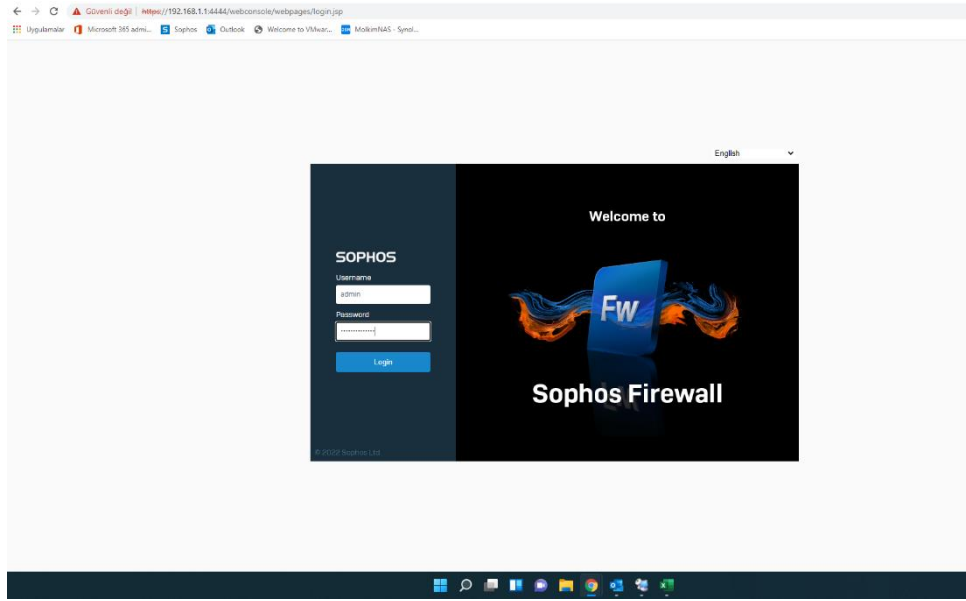 Güvenli değil | https://192.168.1.1:4444/webconsole/webpages/login.jsp
Uygulamalar Microsoft 365 admi... Sophos Outlook Welcome to VMwar... MolkimNAS - Synol...
English
Welcome to
SOPHOS
Username
admin
Password
Login
Fw
Sophos Firewall
© 2022 Sophos Ltd